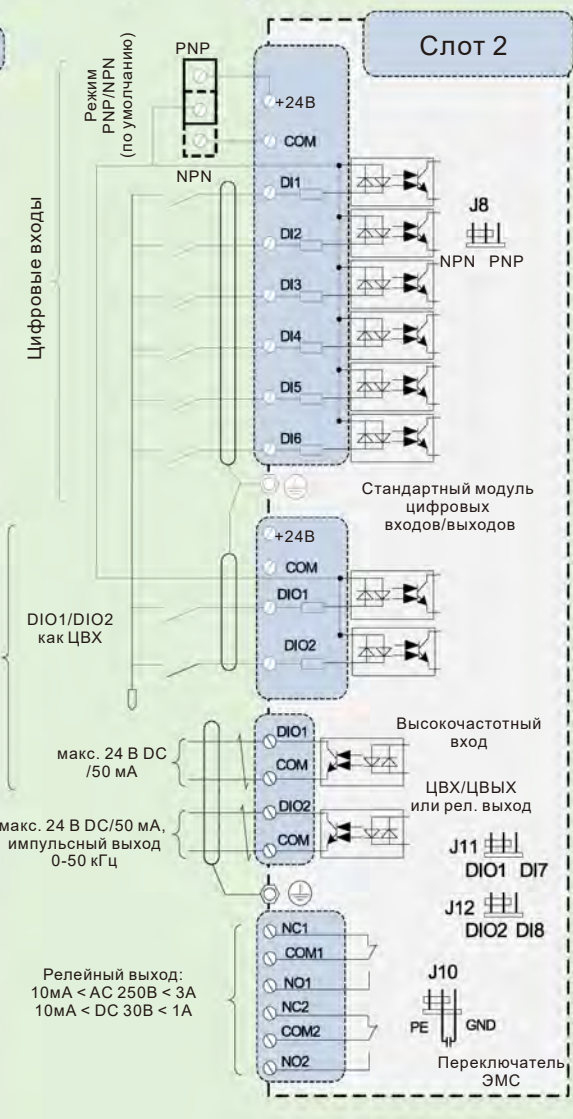 Слот 2
PNP
Режим
PNP/NPN
(по умолчанию)
NPN
Цифровые входы
+24В
COM
DI1
DI2
DI3
DI4
DI5
DI6
J8
NPN PNP
Стандартный модуль
цифровых
входов/выходов
+24В
COM
DIO1
DIO2
DIO1/DIO2
как ЦВХ
DIO1
COM
DIO2
COM
макс. 24 В DC
/50 мА
макс. 24 В DC/50 мА,
импульсный выход
0-50 кГц
Высокочастотный
вход
ЦВХ/ЦВЫХ
или рел. выход
J11
DIO1 DI7
J12
DIO2 DI8
NC1
COM1
NO1
NC2
COM2
NO2
Релейный выход:
10мА < AC 250В < 3А
10мА < DC 30В < 1А
J10
PE GND
Переключатель
ЭМС